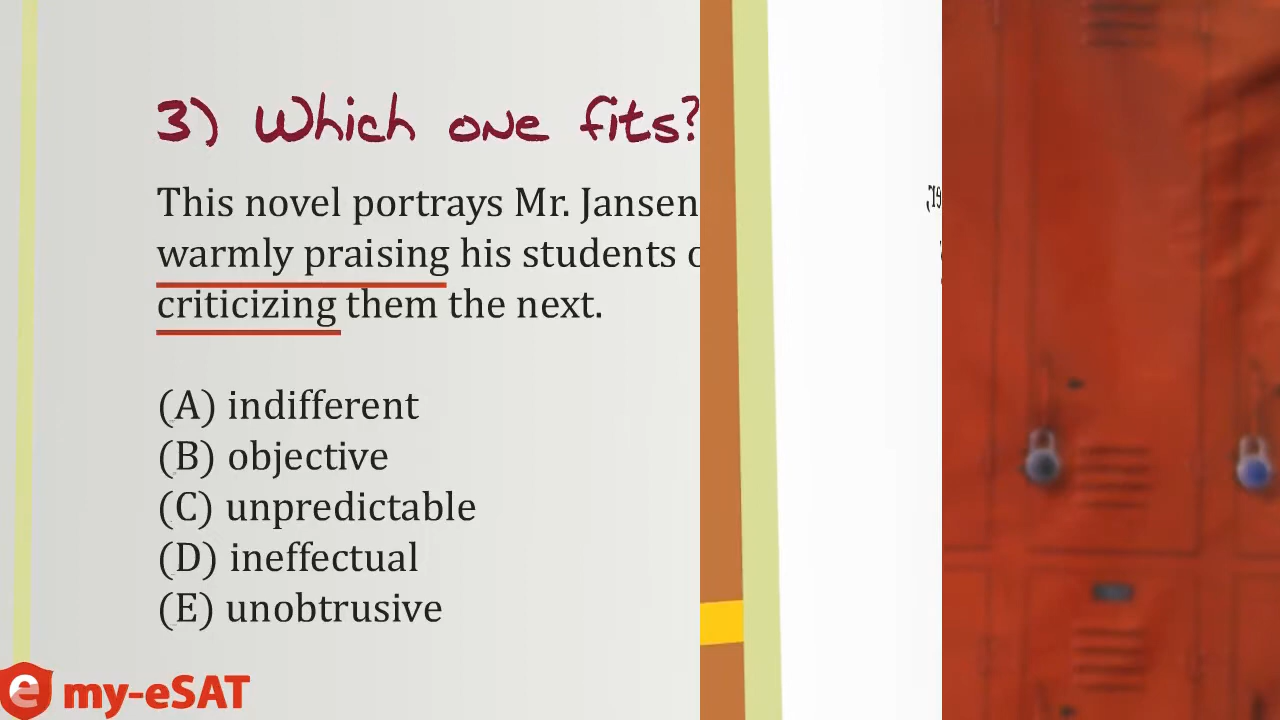 3) Which one fits?
This novel portrays Mr. Jansen
warmly praising his students
criticizing them the next.
(A) indifferent
(B) objective
(C) unpredictable
(D) ineffectual
(E) unobtrusive
e my-eSAT